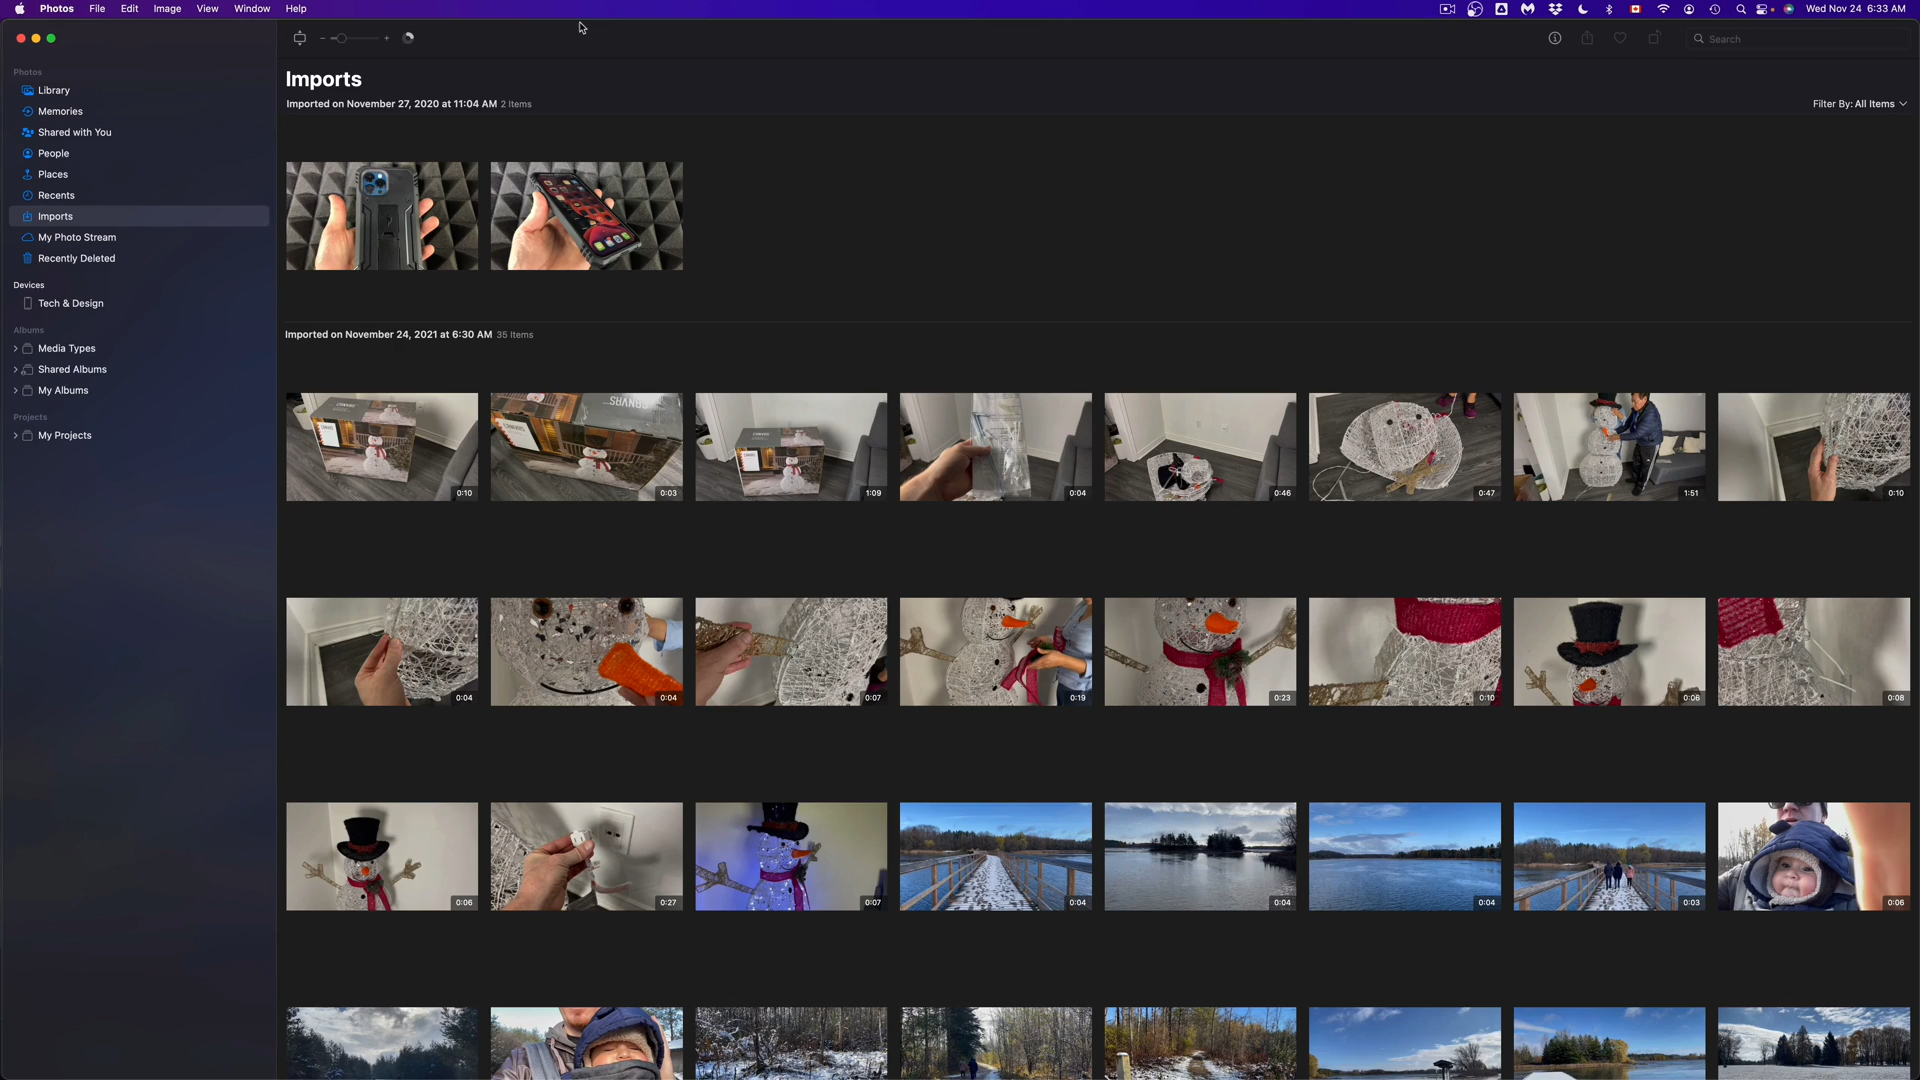 Photos File Edit Image View Window Help
Wed Nov 24 6:33 AM
Search
Photos
Library
Memories
Shared with You
People
Places
Recents
Imports
My Photo Stream
Recently Deleted
Devices
Tech & Design
Albums
Media Types
Shared Albums
My Albums
Projects
My Projects
Imports
Imported on November 27, 2020 at 11:04 AM 2 Items
Filter By: All Items
Imported on November 24, 2021 at 6:30 AM 35 Items
CANVAS
0:10 0:03 1:09 0:04 0:46 0:47 1:51 0:10
0:04 0:04 0:07 0:19 0:23 0:10 0:06 0:08
0:06 0:27 0:07 0:04 0:04 0:04 0:03 0:06